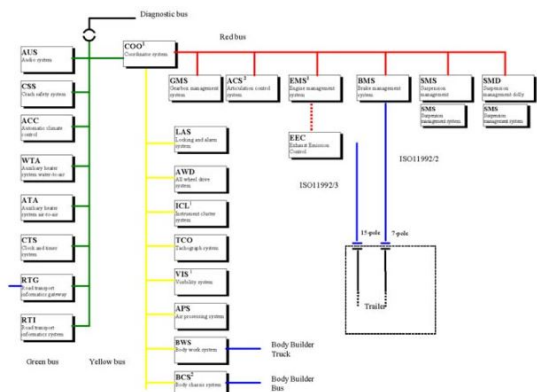 Diagnostic bus
COO¹
Coordinator system
Red bus
AUS
Audio system
CSS
Crash safety system
ACC
Automatic climate
control
WTA
Auxiliary heater
system water-to-air
ATA
Auxiliary heater
system air-to-air
CTS
Clock and timer
system
RTG
Road transport
informatics gateway
RTI
Road transport
informatics system
Green bus
Yellow bus
GMS
Gearbox management
system
ACS²
Articulation control
system
EMS¹
Engine management
system
BMS
Brake management
system
SMS
Suspension
management
SMS
Suspension
management system
SMD
Suspension
management dolly
SMS
Suspension
management system
EEC
Exhaust Emission
Control
LAS
Locking and alarm
system
AWD
All wheel drive
system
ICL¹
Instrument cluster
system
TCO
Tachograph system
VIS¹
Visibility system
APS
Air processing system
BWS
Body work system
BCS²
Body chassis system
Body Builder
Truck
Body Builder
Bus
ISO11992/3
ISO11992/2
15-pole
7-pole
Trailer